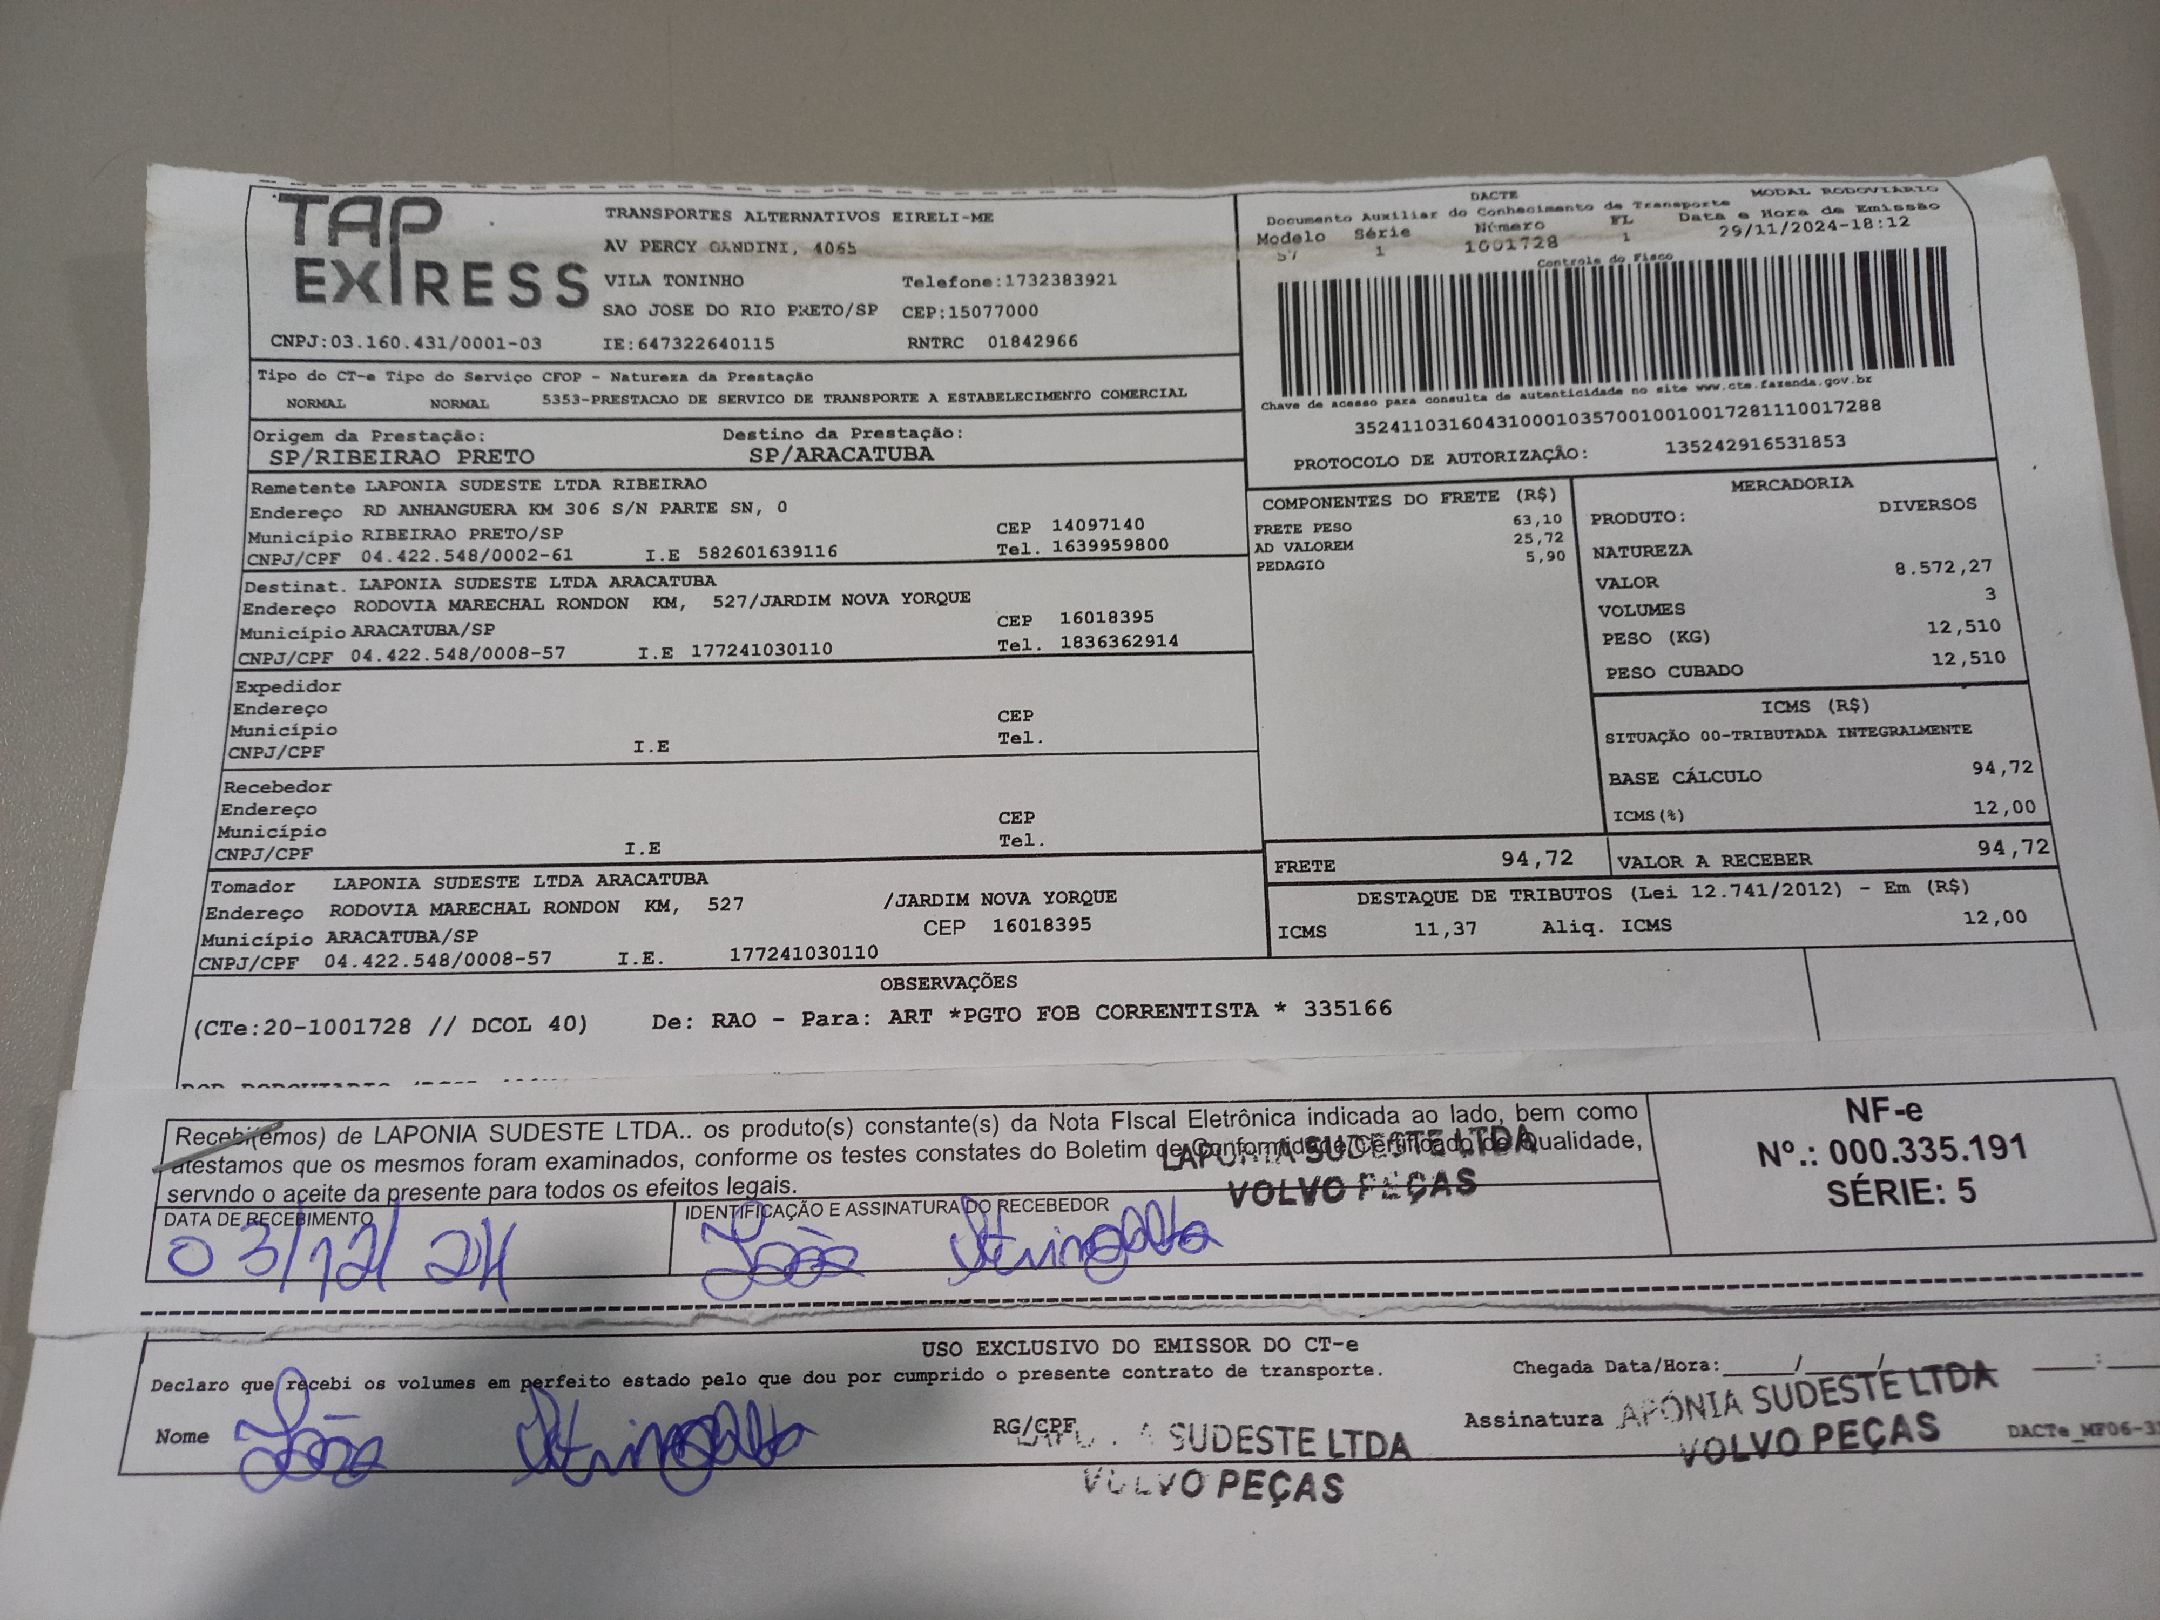 TAP
EXPRESS
TRANSPORTES ALTERNATIVOS EIRELI-ME
AV PERCY GANDINI, 4065
VILA TONINHO Telefone:1732383921
SAO JOSE DO RIO PRETO/SP CEP:15077000
CNPJ:03.160.431/0001-03 IE:647322640115 RNTRC 01842966
DACTE MODAL RODOVIÁRIO
Documento Auxiliar do Conhecimento de Transporte Data e Hora de Emissão
Modelo Série Número FL 29/11/2024-18:12
57 1 1001728 1
Controle do Fisco
Chave de acesso para consulta de autenticidade no site www.cte.fazenda.gov.br
35241103160431000103570010010017281110017288
PROTOCOLO DE AUTORIZAÇÃO: 135242916531853
Tipo do CT-e Tipo do Serviço CFOP - Natureza da Prestação
NORMAL NORMAL 5353-PRESTACAO DE SERVICO DE TRANSPORTE A ESTABELECIMENTO COMERCIAL
Origem da Prestação: Destino da Prestação:
SP/RIBEIRAO PRETO SP/ARACATUBA
Remetente LAPONIA SUDESTE LTDA RIBEIRAO
Endereço RD ANHANGUERA KM 306 S/N PARTE SN, 0
Município RIBEIRAO PRETO/SP CEP 14097140
CNPJ/CPF 04.422.548/0002-61 I.E 582601639116 Tel. 1639959800
Destinat. LAPONIA SUDESTE LTDA ARACATUBA
Endereço RODOVIA MARECHAL RONDON KM, 527/JARDIM NOVA YORQUE
Município ARACATUBA/SP CEP 16018395
CNPJ/CPF 04.422.548/0008-57 I.E 177241030110 Tel. 1836362914
Expedidor
Endereço
Município CEP
CNPJ/CPF I.E Tel.
Recebedor
Endereço
Município CEP
CNPJ/CPF I.E Tel.
Tomador LAPONIA SUDESTE LTDA ARACATUBA
Endereço RODOVIA MARECHAL RONDON KM, 527 /JARDIM NOVA YORQUE
Município ARACATUBA/SP CEP 16018395
CNPJ/CPF 04.422.548/0008-57 I.E. 177241030110
COMPONENTES DO FRETE (R$)
FRETE PESO 63,10
AD VALOREM 25,72
PEDAGIO 5,90
MERCADORIA
PRODUTO: DIVERSOS
NATUREZA
VALOR 8.572,27
VOLUMES 3
PESO (KG) 12,510
PESO CUBADO 12,510
ICMS (R$)
SITUAÇÃO 00-TRIBUTADA INTEGRALMENTE
BASE CÁLCULO 94,72
ICMS(%) 12,00
FRETE 94,72 VALOR A RECEBER 94,72
DESTAQUE DE TRIBUTOS (Lei 12.741/2012) - Em (R$)
ICMS 11,37 Aliq. ICMS 12,00
OBSERVAÇÕES
(CTe:20-1001728 // DCOL 40) De: RAO - Para: ART *PGTO FOB CORRENTISTA * 335166
Recebi(emos) de LAPONIA SUDESTE LTDA.. os produto(s) constante(s) da Nota FIscal Eletrônica indicada ao lado, bem como
atestamos que os mesmos foram examinados, conforme os testes constates do Boletim de Conformidade/Certificado de Qualidade,
servndo o aceite da presente para todos os efeitos legais.
LAPONIA SUDESTE LTDA
VOLVO PEÇAS
DATA DE RECEBIMENTO IDENTIFICAÇÃO E ASSINATURA DO RECEBEDOR
03/12/24 João
NF-e
Nº.: 000.335.191
SÉRIE: 5
USO EXCLUSIVO DO EMISSOR DO CT-e
Declaro que recebi os volumes em perfeito estado pelo que dou por cumprido o presente contrato de transporte. Chegada Data/Hora:_____/_____/_____ ___:___
Nome João RG/CPF Assinatura
SUDESTE LTDA
VOLVO PEÇAS
APONIA SUDESTE LTDA
VOLVO PEÇAS
DACTe_MF06-3